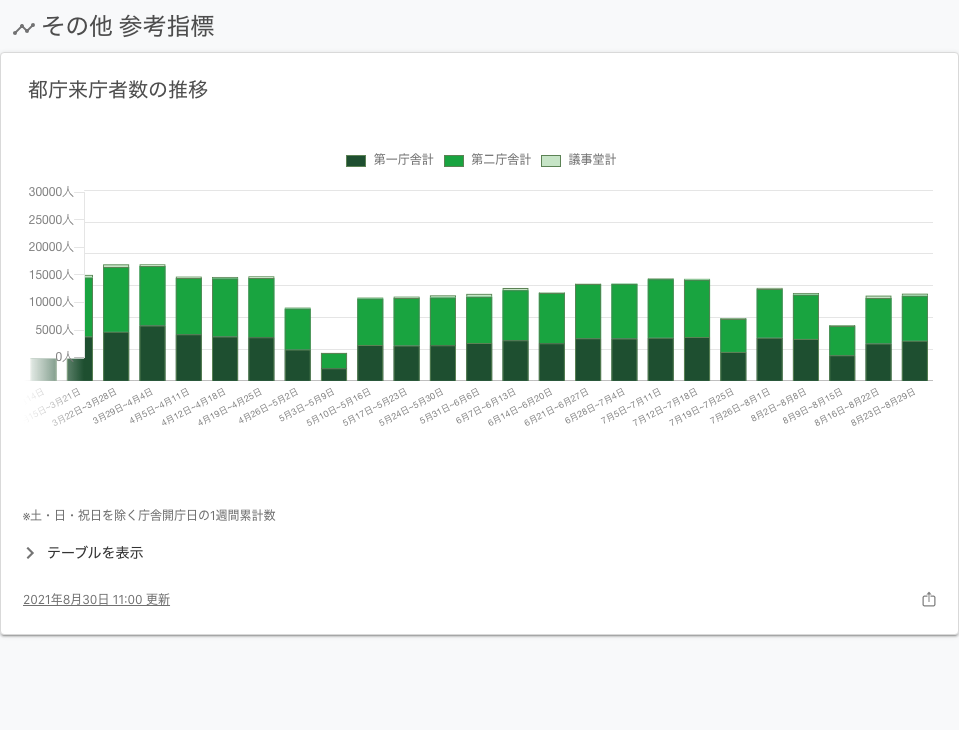 その他 参考指標
都庁来庁者数の推移
第一庁舎計 第二庁舎計 議事堂計
30000人
25000人
20000人
15000人
10000人
5000人
0人
3月22日~3月28日
3月29日~4月4日
4月5日~4月11日
4月12日~4月18日
4月19日~4月25日
4月26日~5月2日
5月3日~5月9日
5月10日~5月16日
5月17日~5月23日
5月24日~5月30日
5月31日~6月6日
6月7日~6月13日
6月14日~6月20日
6月21日~6月27日
6月28日~7月4日
7月5日~7月11日
7月12日~7月18日
7月19日~7月25日
7月26日~8月1日
8月2日~8月8日
8月9日~8月15日
8月16日~8月22日
8月23日~8月29日
※土・日・祝日を除く庁舎開庁日の1週間累計数
テーブルを表示
2021年8月30日 11:00 更新